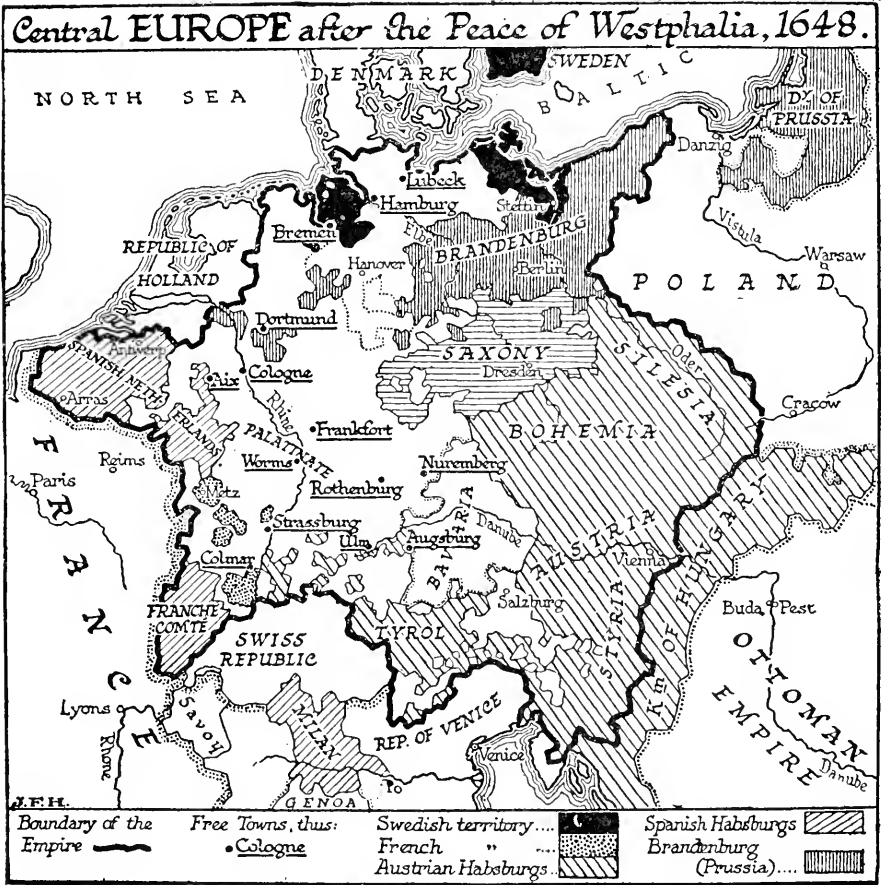 Central EUROPE after the Peace of Westphalia, 1648.
NORTH SEA
DENMARK
SWEDEN
BALTIC
DY. OF
PRUSSIA
Danzig
Lübeck
Hamburg
Stettin
Bremen
Elbe
BRANDENBURG
Vistula
REPUBLIC OF
HOLLAND
Hanover
Berlin
Warsaw
POLAND
Dortmund
Antwerp
SPANISH NETH
ERLANDS
SAXONY
Dresden
SILESIA
Oder
Aix
Cologne
Arras
Rhine
Frankfort
BOHEMIA
Cracow
FRANCE
Reims
PALATINATE
Worms
Nuremberg
Paris
Metz
Rothenburg
Strassburg
Ulm
Augsburg
BAVARIA
Danube
AUSTRIA
Vienna
Km OF HUNGARY
Colmar
Salzburg
FRANCHE
COMTÉ
TYROL
STYRIA
Buda
Pest
SWISS
REPUBLIC
OTTOMAN
EMPIRE
Lyons
Savoy
MILAN
REP. OF VENICE
Venice
Rhone
Po
Danube
GENOA
J.F.H.
Boundary of the
Empire
Free Towns, thus:
Cologne
Swedish territory....
French " ....
Austrian Habsburgs..
Spanish Habsburgs
Brandenburg
(Prussia)....